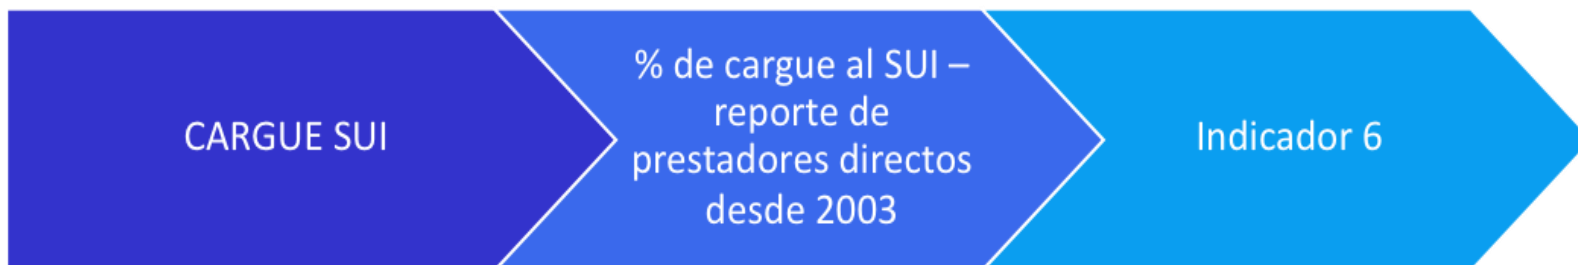 CARGUE SUI
% de cargue al SUI –
reporte de
prestadores directos
desde 2003
Indicador 6